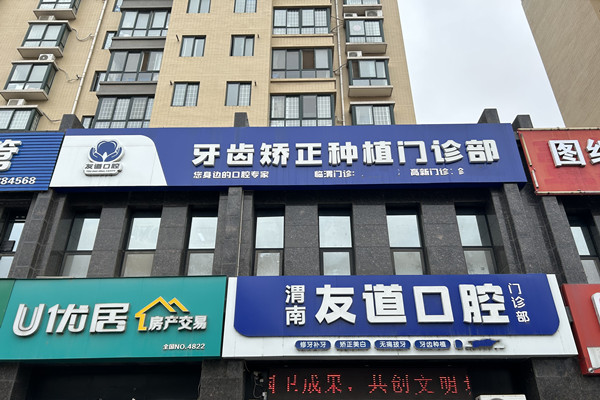 友道口腔
牙齿矫正种植门诊部
您身边的口腔专家 临渭门诊: 高新门诊:
84568
图
U优居
房产交易
全国NO.4822
渭南 友道口腔 门诊部
修牙补牙 矫正美白 无痛拔牙 牙齿种植
卫成果，共创文明